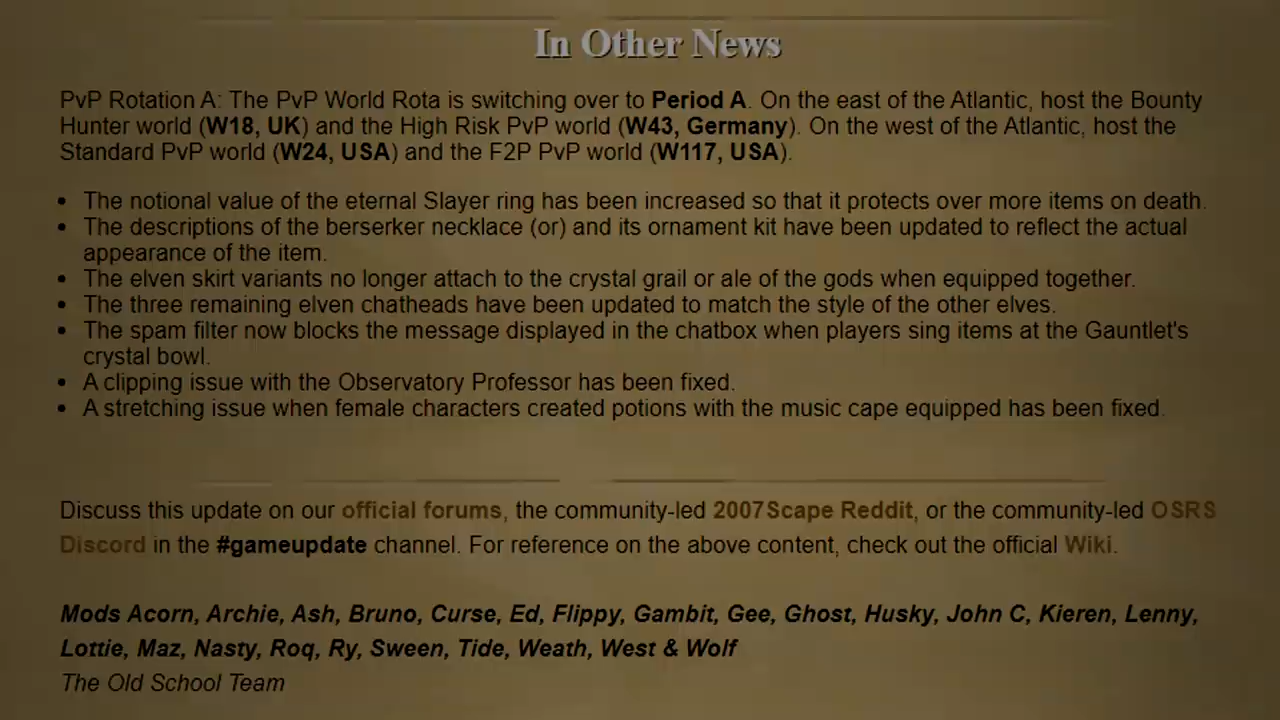 In Other News
PvP Rotation A: The PvP World Rota is switching over to Period A. On the east of the Atlantic, host the Bounty
Hunter world (W18, UK) and the High Risk PvP world (W43, Germany). On the west of the Atlantic, host the
Standard PvP world (W24, USA) and the F2P PvP world (W117, USA).
• The notional value of the eternal Slayer ring has been increased so that it protects over more items on death.
• The descriptions of the berserker necklace (or) and its ornament kit have been updated to reflect the actual
appearance of the item.
• The elven skirt variants no longer attach to the crystal grail or ale of the gods when equipped together.
• The three remaining elven chatheads have been updated to match the style of the other elves.
• The spam filter now blocks the message displayed in the chatbox when players sing items at the Gauntlet's
crystal bowl.
• A clipping issue with the Observatory Professor has been fixed.
• A stretching issue when female characters created potions with the music cape equipped has been fixed.
Discuss this update on our official forums, the community-led 2007Scape Reddit, or the community-led OSRS
Discord in the #gameupdate channel. For reference on the above content, check out the official Wiki.
Mods Acorn, Archie, Ash, Bruno, Curse, Ed, Flippy, Gambit, Gee, Ghost, Husky, John C, Kieren, Lenny,
Lottie, Maz, Nasty, Roq, Ry, Sween, Tide, Weath, West & Wolf
The Old School Team